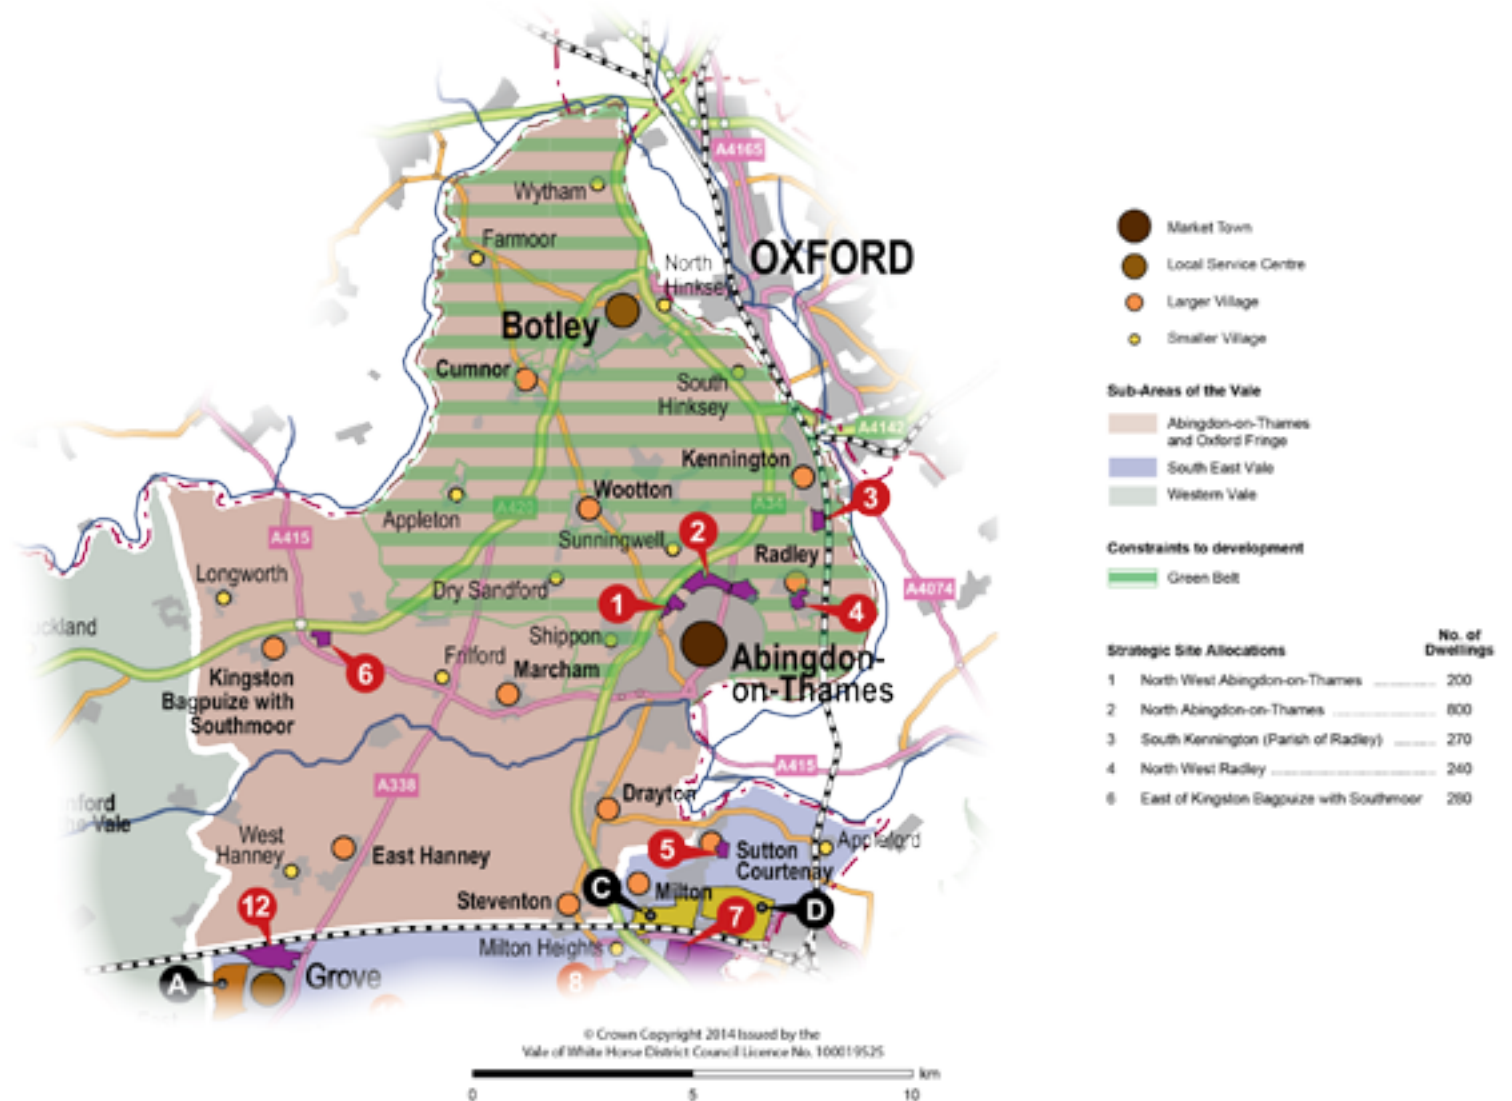 A4165
Wytham
Farmoor
North
Hinksey
OXFORD
Botley
Cumnor
South
Hinksey
A4142
Kennington
Wootton
Appleton
A420
A34
3
A415
2
Sunningwell
Radley
Longworth
Dry Sandford
1
4
A4074
uckland
Shippon
6
Frilford
Marcham
Abingdon-
on-Thames
Kingston
Bagpuize with
Southmoor
A415
A338
Drayton
nford
he Vale
West
Hanney
East Hanney
5
Sutton
Courtenay
Appleford
Steventon
C
Milton
D
12
7
Milton Heights
A
Grove
8
East
Market Town
Local Service Centre
Larger Village
Smaller Village
Sub-Areas of the Vale
Abingdon-on-Thames
and Oxford Fringe
South East Vale
Western Vale
Constraints to development
Green Belt
Strategic Site Allocations No. of
Dwellings
1 North West Abingdon-on-Thames 200
2 North Abingdon-on-Thames 800
3 South Kennington (Parish of Radley) 270
4 North West Radley 240
6 East of Kingston Bagpuize with Southmoor 280
© Crown Copyright 2014 Issued by the
Vale of White Horse District Council Licence No. 100019525
km
0 5 10